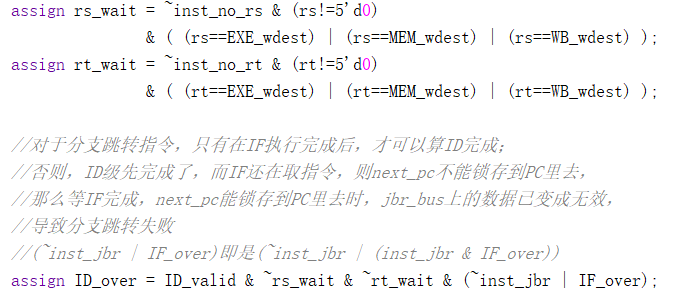 assign rs_wait = ~inst_no_rs & (rs!=5'd0)
& ( (rs==EXE_wdest) | (rs==MEM_wdest) | (rs==WB_wdest) );
assign rt_wait = ~inst_no_rt & (rt!=5'd0)
& ( (rt==EXE_wdest) | (rt==MEM_wdest) | (rt==WB_wdest) );
//对于分支跳转指令，只有在IF执行完成后，才可以算ID完成；
//否则，ID级先完成了，而IF还在取指令，则next_pc不能锁存到PC里去，
//那么等IF完成，next_pc能锁存到PC里去时，jbr_bus上的数据已变成无效，
//导致分支跳转失败
//(~inst_jbr | IF_over)即是(~inst_jbr | (inst_jbr & IF_over))
assign ID_over = ID_valid & ~rs_wait & ~rt_wait & (~inst_jbr | IF_over);